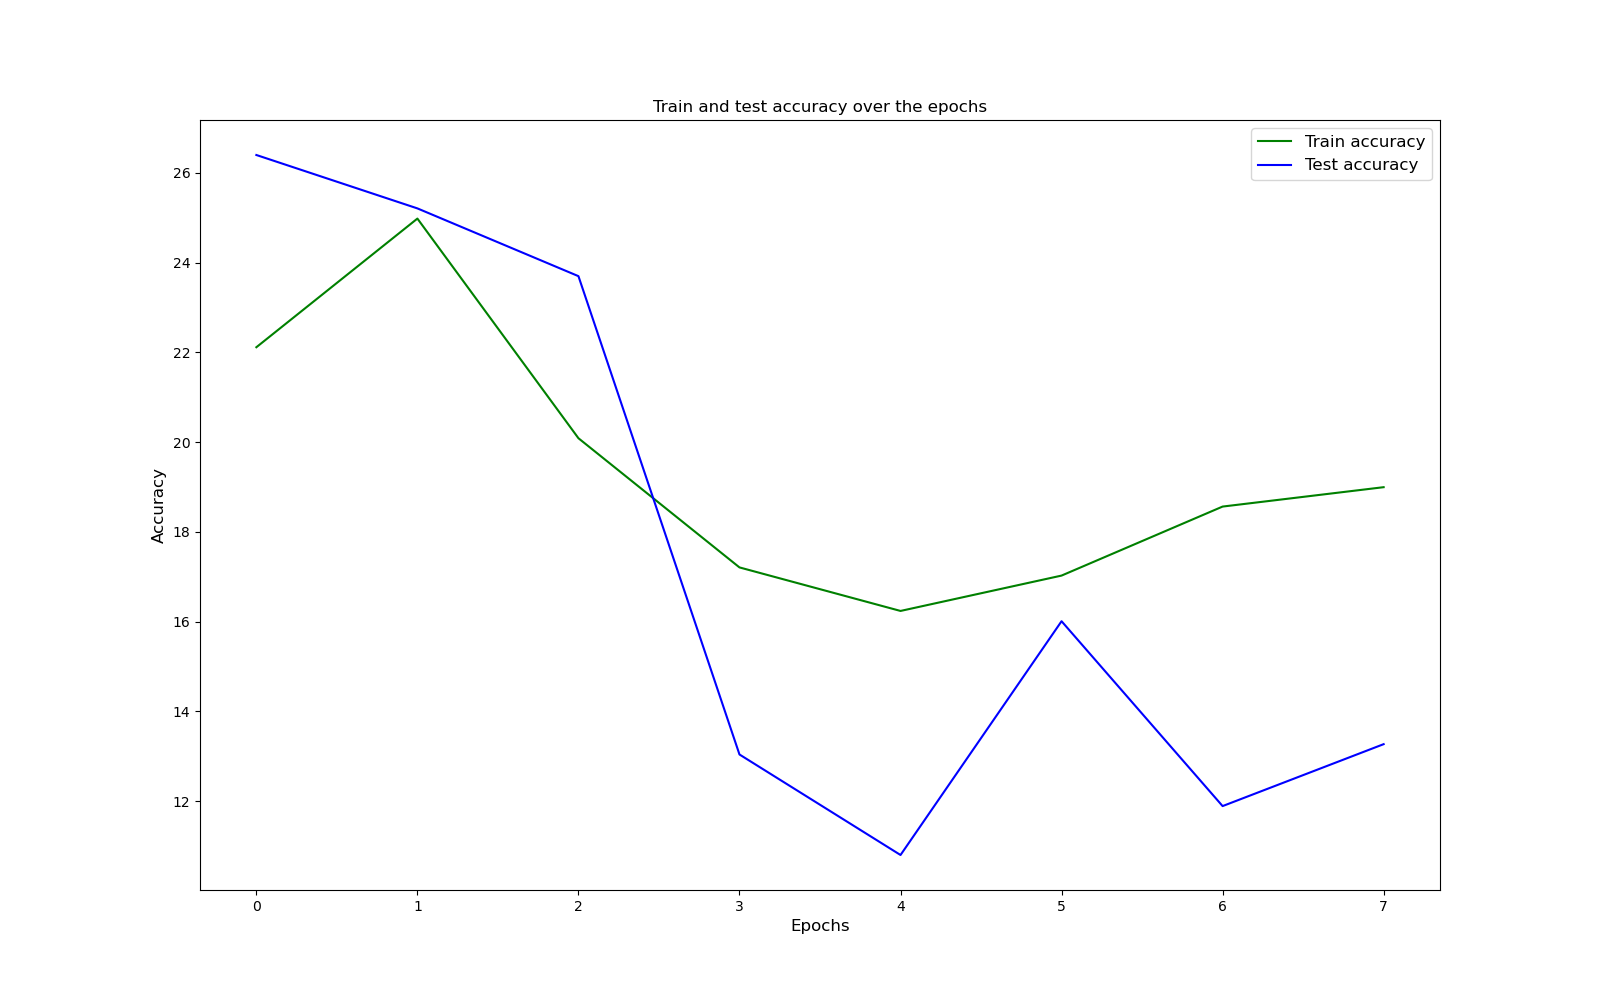 Train and test accuracy over the epochs
Train accuracy
Test accuracy
26
24
22
20
18
16
14
12
Accuracy
0 1 2 3 4 5 6 7
Epochs